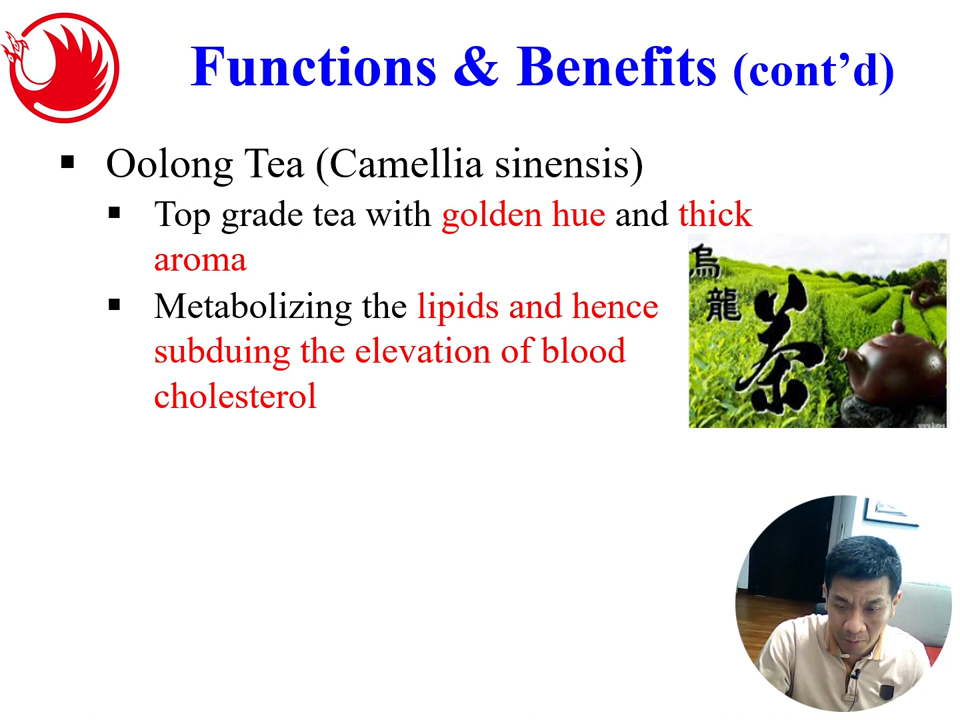 Functions & Benefits (cont’d)
▪ Oolong Tea (Camellia sinensis)
▪ Top grade tea with golden hue and thick
aroma
▪ Metabolizing the lipids and hence
subduing the elevation of blood
cholesterol
烏
龍
茶